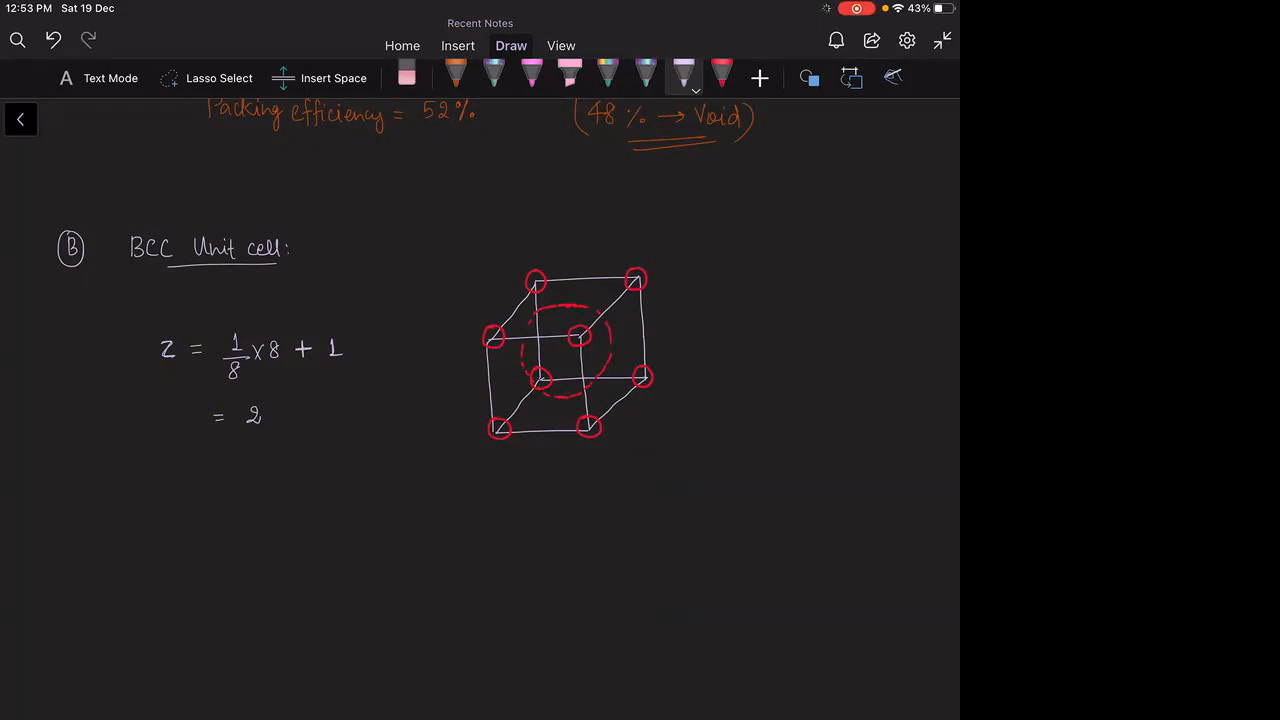 12:53 PM Sat 19 Dec 43%
Recent Notes
Home Insert Draw View
Text Mode Lasso Select Insert Space
Packing efficiency = 52% (48 % → Void)
B BCC Unit cell:
Z = 1/8 x 8 + 1
= 2